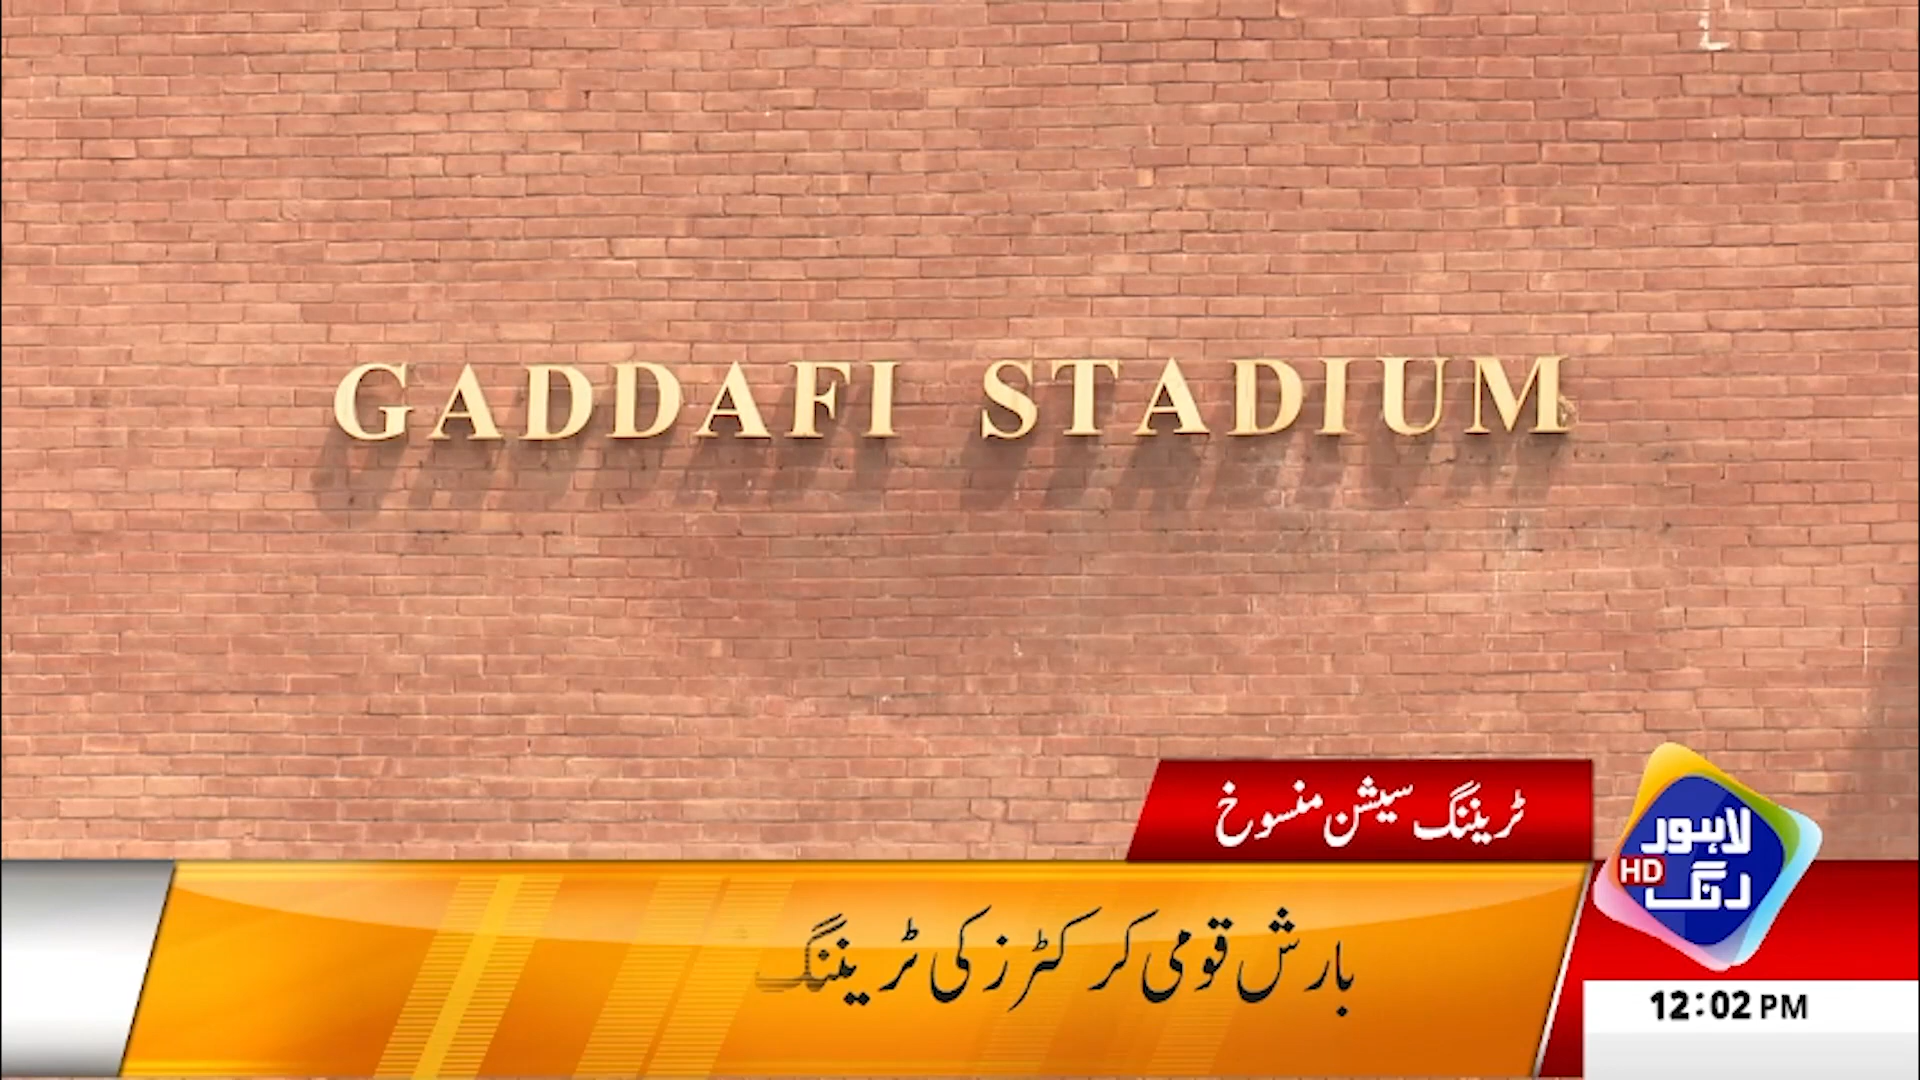 GADDAFI STADIUM
ٹریننگ سیشن منسوخ
لاہور
رنگ
HD
بارش قومی کرکٹرز کی ٹریننگ
12:02 PM